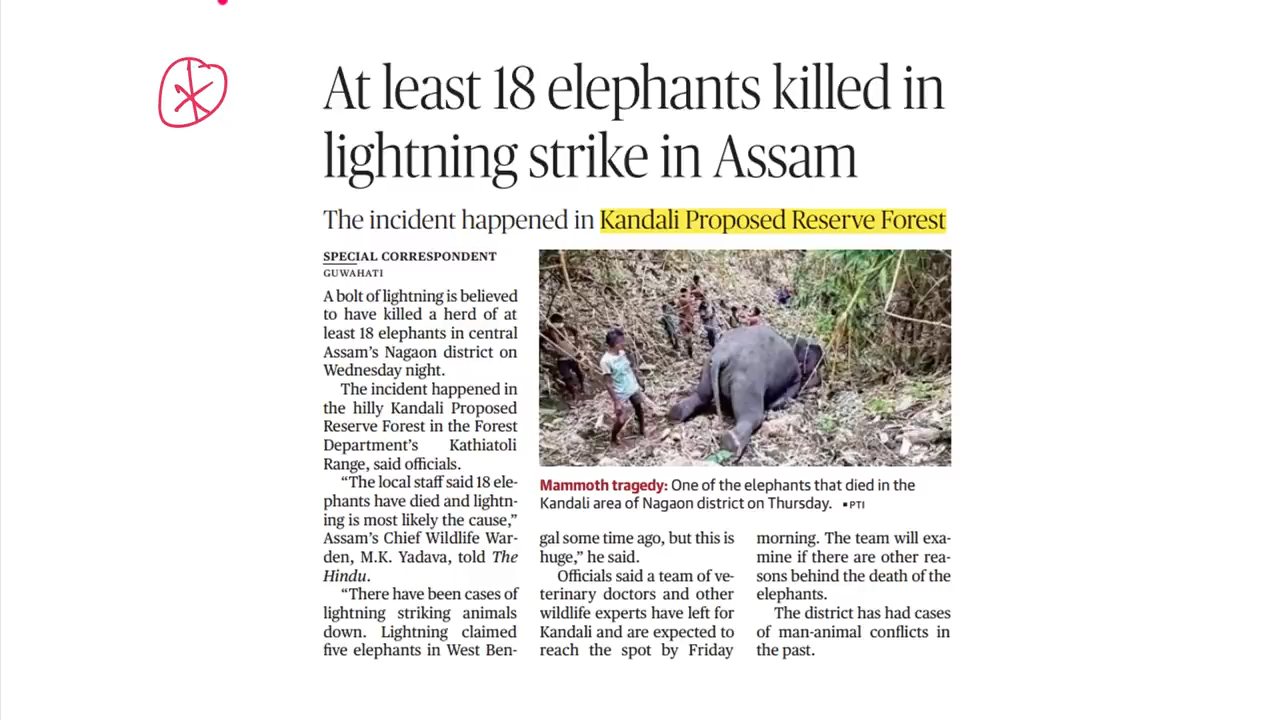 At least 18 elephants killed in
lightning strike in Assam
The incident happened in Kandali Proposed Reserve Forest
SPECIAL CORRESPONDENT
GUWAHATI
A bolt of lightning is believed
to have killed a herd of at
least 18 elephants in central
Assam's Nagaon district on
Wednesday night.
The incident happened in
the hilly Kandali Proposed
Reserve Forest in the Forest
Department's Kathiatoli
Range, said officials.
"The local staff said 18 ele-
phants have died and lightn-
ing is most likely the cause,"
Assam's Chief Wildlife War-
den, M.K. Yadava, told The
Hindu.
"There have been cases of
lightning striking animals
down. Lightning claimed
five elephants in West Ben-
Mammoth tragedy: One of the elephants that died in the
Kandali area of Nagaon district on Thursday. ▪PTI
gal some time ago, but this is
huge," he said.
Officials said a team of ve-
terinary doctors and other
wildlife experts have left for
Kandali and are expected to
reach the spot by Friday
morning. The team will exa-
mine if there are other rea-
sons behind the death of the
elephants.
The district has had cases
of man-animal conflicts in
the past.